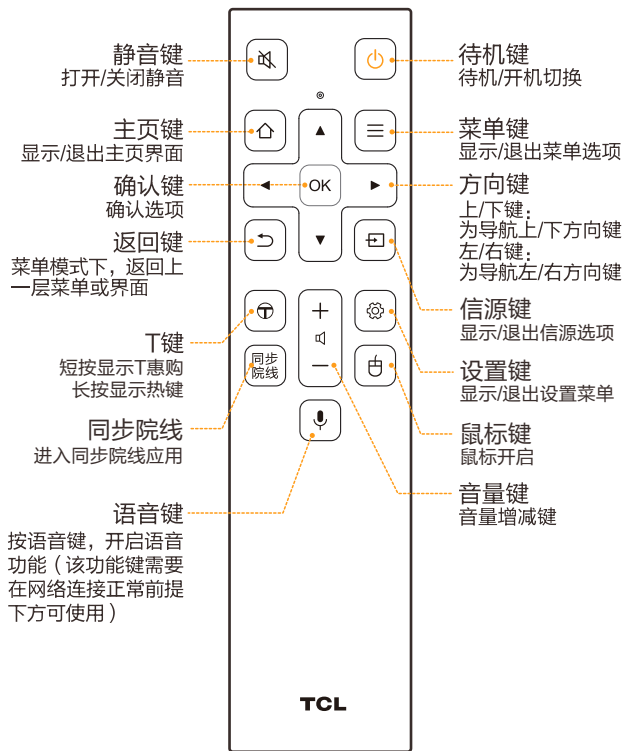 静音键
打开/关闭静音
主页键
显示/退出主页界面
确认键
确认选项
返回键
菜单模式下，返回上
一层菜单或界面
T键
短按显示T惠购
长按显示热键
同步院线
进入同步院线应用
语音键
按语音键，开启语音
功能（该功能键需要
在网络连接正常前提
下方可使用）
OK
同步
院线
TCL
待机键
待机/开机切换
菜单键
显示/退出菜单选项
方向键
上/下键：
为导航上/下方向键
左/右键：
为导航左/右方向键
信源键
显示/退出信源选项
设置键
显示/退出设置菜单
鼠标键
鼠标开启
音量键
音量增减键